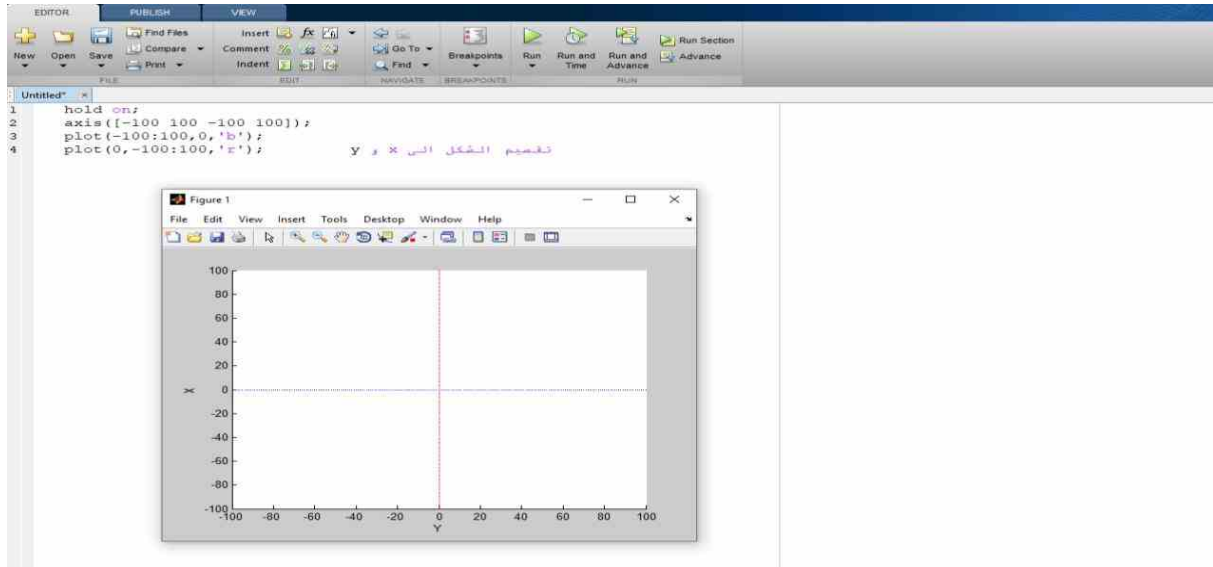 EDITOR PUBLISH VIEW
New Open Save Find Files Compare Print Insert fx Comment Indent Go To Find Breakpoints Run Run and Time Run and Advance Run Section Advance
FILE EDIT NAVIGATE BREAKPOINTS RUN
Untitled*
1 hold on;
2 axis([-100 100 -100 100]);
3 plot(-100:100,0,'b');
4 plot(0,-100:100,'r'); تقسيم الشكل الى x و y
Figure 1
File Edit View Insert Tools Desktop Window Help
100
80
60
40
20
X 0
-20
-40
-60
-80
-100
-100 -80 -60 -40 -20 0 20 40 60 80 100
Y